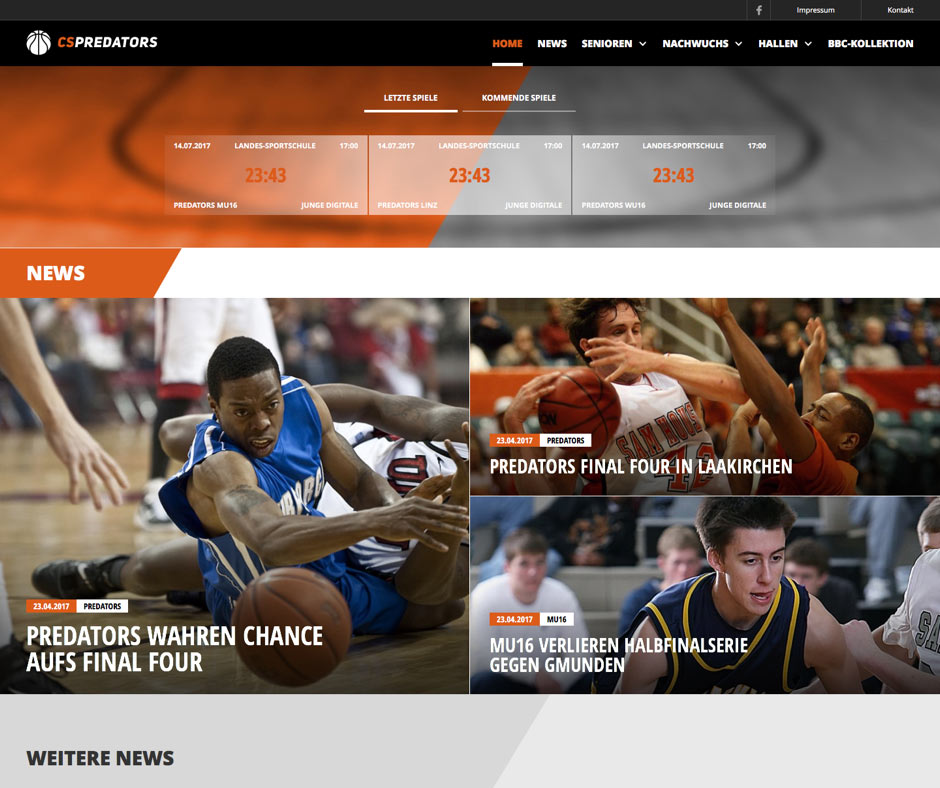 Impressum Kontakt
CSPREDATORS
HOME NEWS SENIOREN NACHWUCHS HALLEN BBC-KOLLEKTION
LETZTE SPIELE KOMMENDE SPIELE
14.07.2017 LANDES-SPORTSCHULE 17:00
23:43
PREDATORS MU16 JUNGE DIGITALE
14.07.2017 LANDES-SPORTSCHULE 17:00
23:43
PREDATORS LINZ JUNGE DIGITALE
14.07.2017 LANDES-SPORTSCHULE 17:00
23:43
PREDATORS WU16 JUNGE DIGITALE
NEWS
23.04.2017 PREDATORS
PREDATORS WAHREN CHANCE
AUFS FINAL FOUR
SAM HOUS
23.04.2017 PREDATORS
PREDATORS FINAL FOUR IN LAAKIRCHEN
23.04.2017 MU16
MU16 VERLIEREN HALBFINALSERIE
GEGEN GMUNDEN
WEITERE NEWS